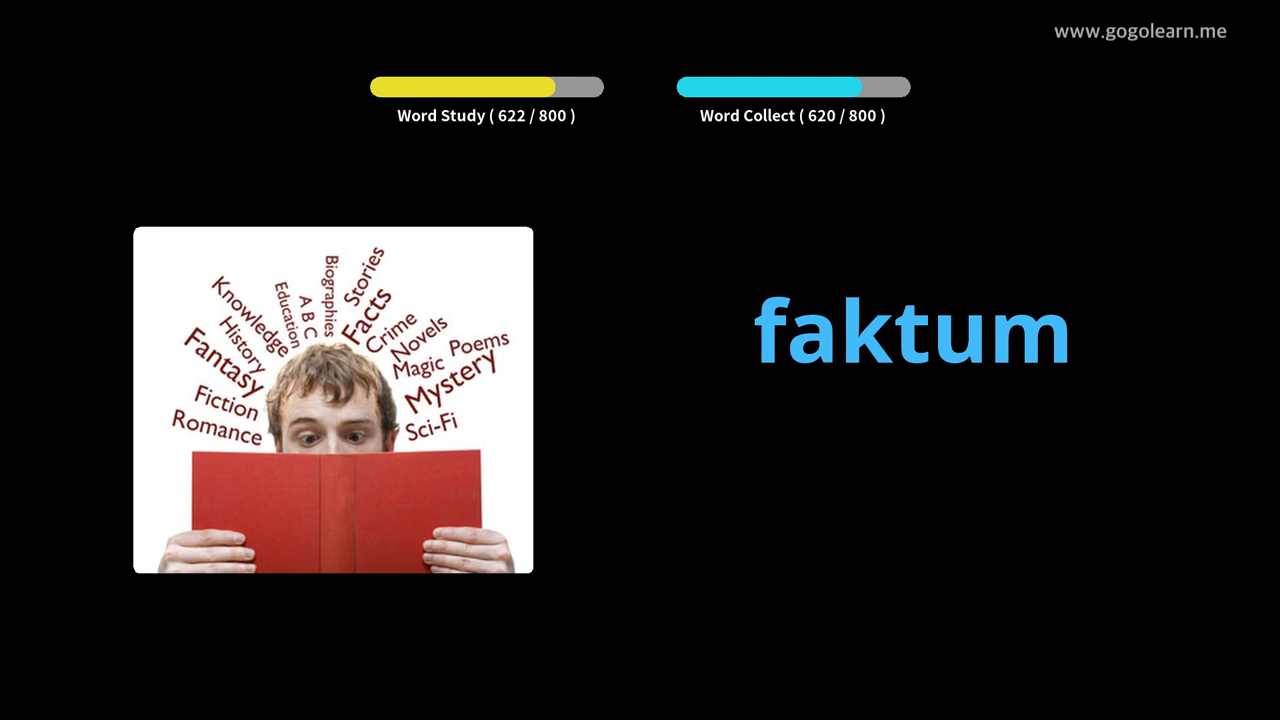 www.gogolearn.me
Word Study ( 622 / 800 )
Word Collect ( 620 / 800 )
faktum
Biographies
Stories
Education
A B C
Facts
Knowledge
Crime
History
Novels
Poems
Fantasy
Magic
Mystery
Fiction
Romance
Sci-Fi